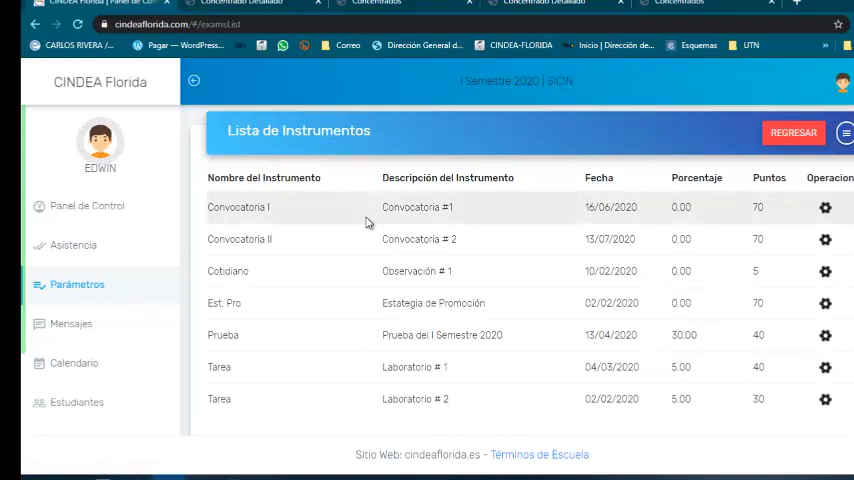 CINDEA Florida | Panel de Con
Concentrado Detallado
Concentrados
Concentrado Detallado
Concentrados
cindeaflorida.com/#/examsList
CARLOS RIVERA /...
Pagar — WordPress...
Correo
Dirección General d...
CINDEA-FLORIDA
Inicio | Dirección de...
Esquemas
UTN
CINDEA Florida
I Semestre 2020 | SICIN
EDWIN
Panel de Control
Asistencia
Parámetros
Mensajes
Calendario
Estudiantes
Lista de Instrumentos
REGRESAR
Nombre del Instrumento Descripción del Instrumento Fecha Porcentaje Puntos Operacion
Convocatoria I Convocatoria #1 16/06/2020 0.00 70
Convocatoria II Convocatoria # 2 13/07/2020 0.00 70
Cotidiano Observación # 1 10/02/2020 0.00 5
Est. Pro Estategia de Promoción 02/02/2020 0.00 70
Prueba Prueba del I Semestre 2020 13/04/2020 30.00 40
Tarea Laboratorio # 1 04/03/2020 5.00 40
Tarea Laboratorio # 2 02/02/2020 5.00 30
Sitio Web: cindeaflorida.es - Términos de Escuela